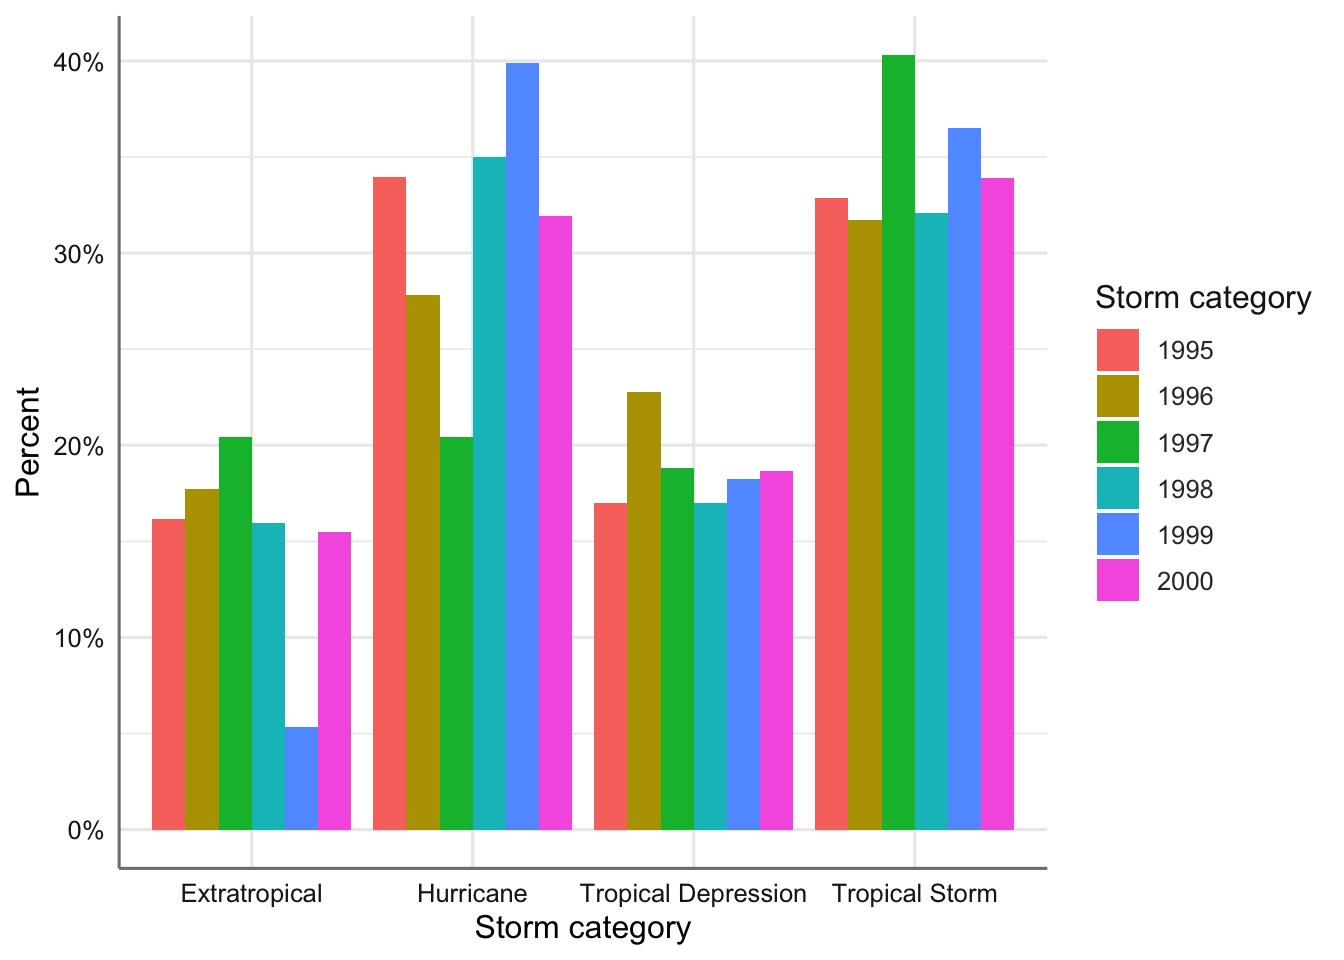 40%
30%
20%
10%
0%
Percent
Extratropical
Hurricane
Tropical Depression
Tropical Storm
Storm category
Storm category
1995
1996
1997
1998
1999
2000